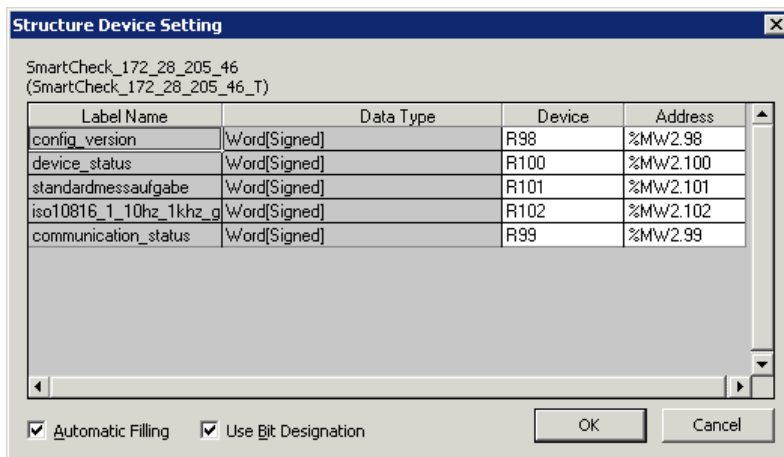 Structure Device Setting
SmartCheck_172_28_205_46
(SmartCheck_172_28_205_46_T)
Label Name Data Type Device Address
config_version Word[Signed] R98 %MW2.98
device_status Word[Signed] R100 %MW2.100
standardmessaufgabe Word[Signed] R101 %MW2.101
iso10816_1_10hz_1khz_g Word[Signed] R102 %MW2.102
communication_status Word[Signed] R99 %MW2.99
Automatic Filling Use Bit Designation OK Cancel